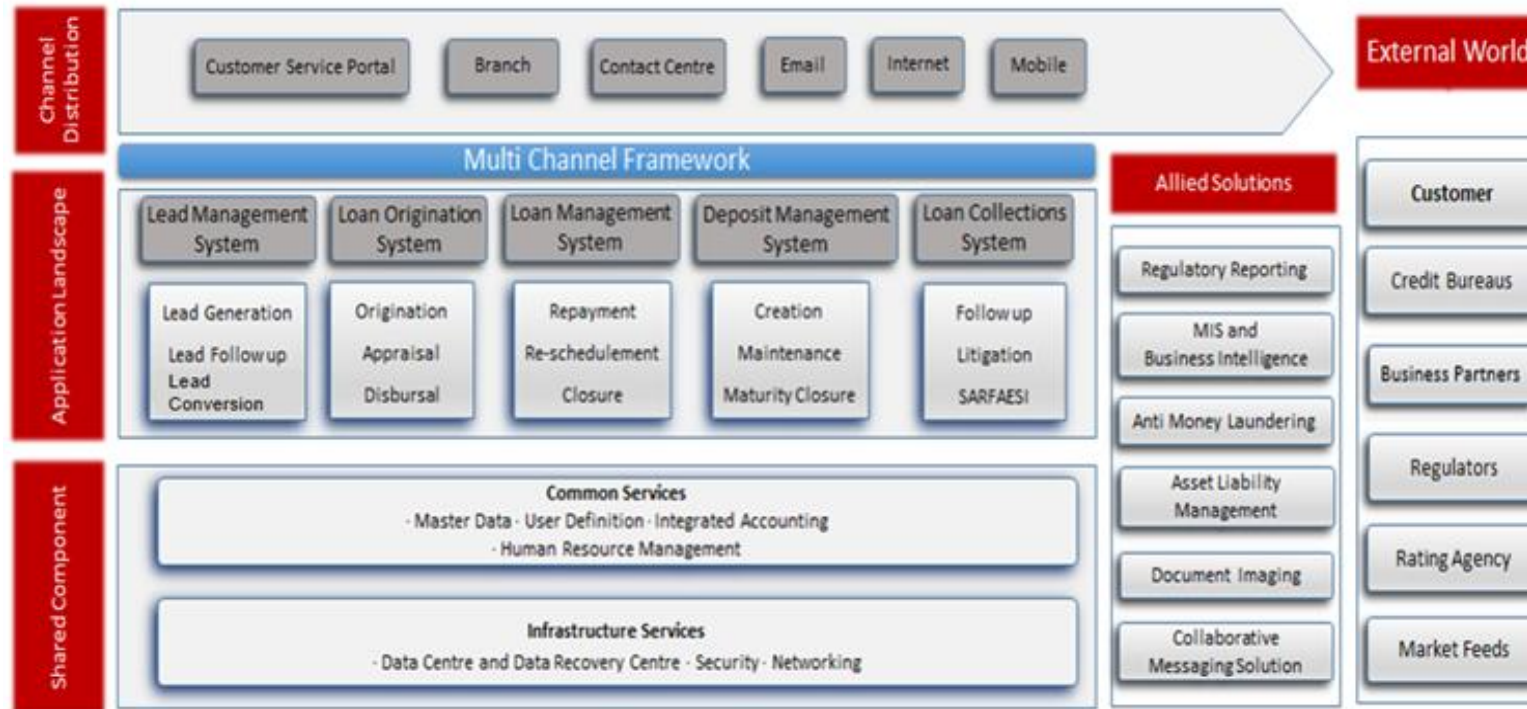 Channel
Distribution
Customer Service Portal
Branch
Contact Centre
Email
Internet
Mobile
External World
Multi Channel Framework
Application Landscape
Lead Management
System
Loan Origination
System
Loan Management
System
Deposit Management
System
Loan Collections
System
Lead Generation
Lead Followup
Lead
Conversion
Origination
Appraisal
Disbursal
Repayment
Re-schedulement
Closure
Creation
Maintenance
Maturity Closure
Followup
Litigation
SARFAESI
Shared Component
Common Services
· Master Data · User Definition · Integrated Accounting
· Human Resource Management
Infrastructure Services
· Data Centre and Data Recovery Centre · Security · Networking
Allied Solutions
Regulatory Reporting
MIS and
Business Intelligence
Anti Money Laundering
Asset Liability
Management
Document Imaging
Collaborative
Messaging Solution
Customer
Credit Bureaus
Business Partners
Regulators
Rating Agency
Market Feeds